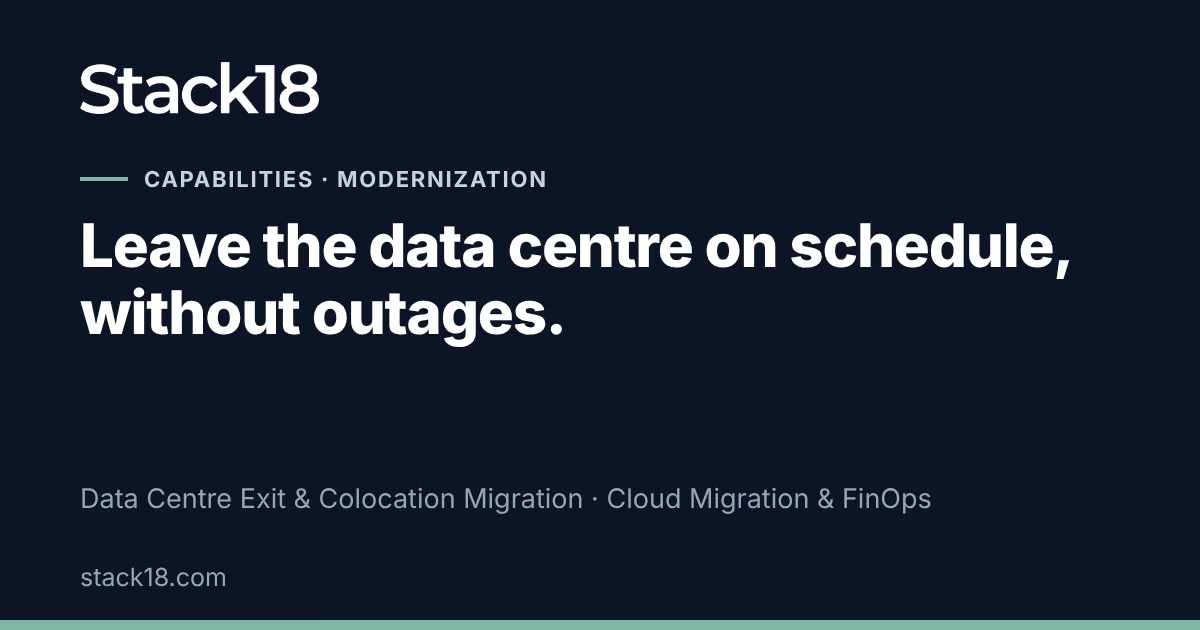 Stack18
CAPABILITIES · MODERNIZATION
Leave the data centre on schedule,
without outages.
Data Centre Exit & Colocation Migration · Cloud Migration & FinOps
stack18.com